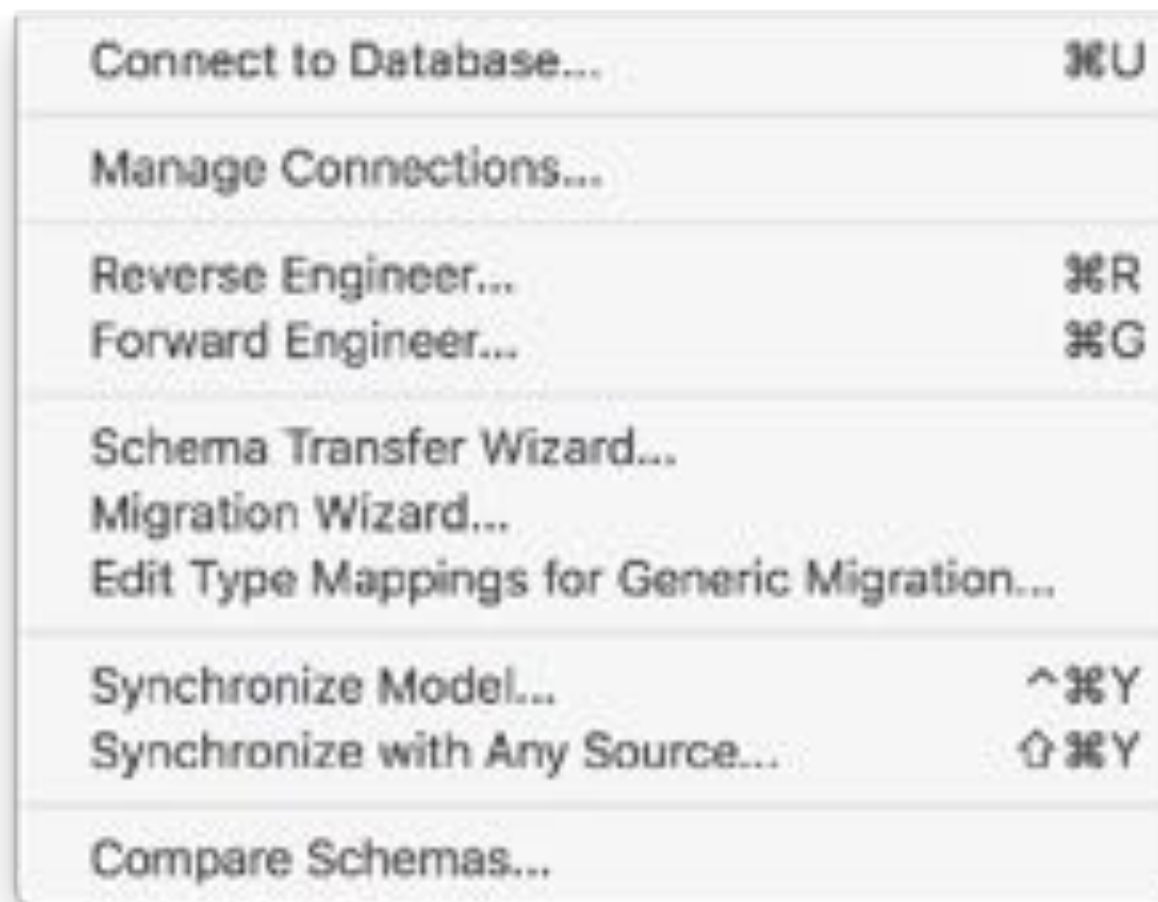 Connect to Database... ⌘U
Manage Connections...
Reverse Engineer... ⌘R
Forward Engineer... ⌘G
Schema Transfer Wizard...
Migration Wizard...
Edit Type Mappings for Generic Migration...
Synchronize Model... ^⌘Y
Synchronize with Any Source... ⇧⌘Y
Compare Schemas...